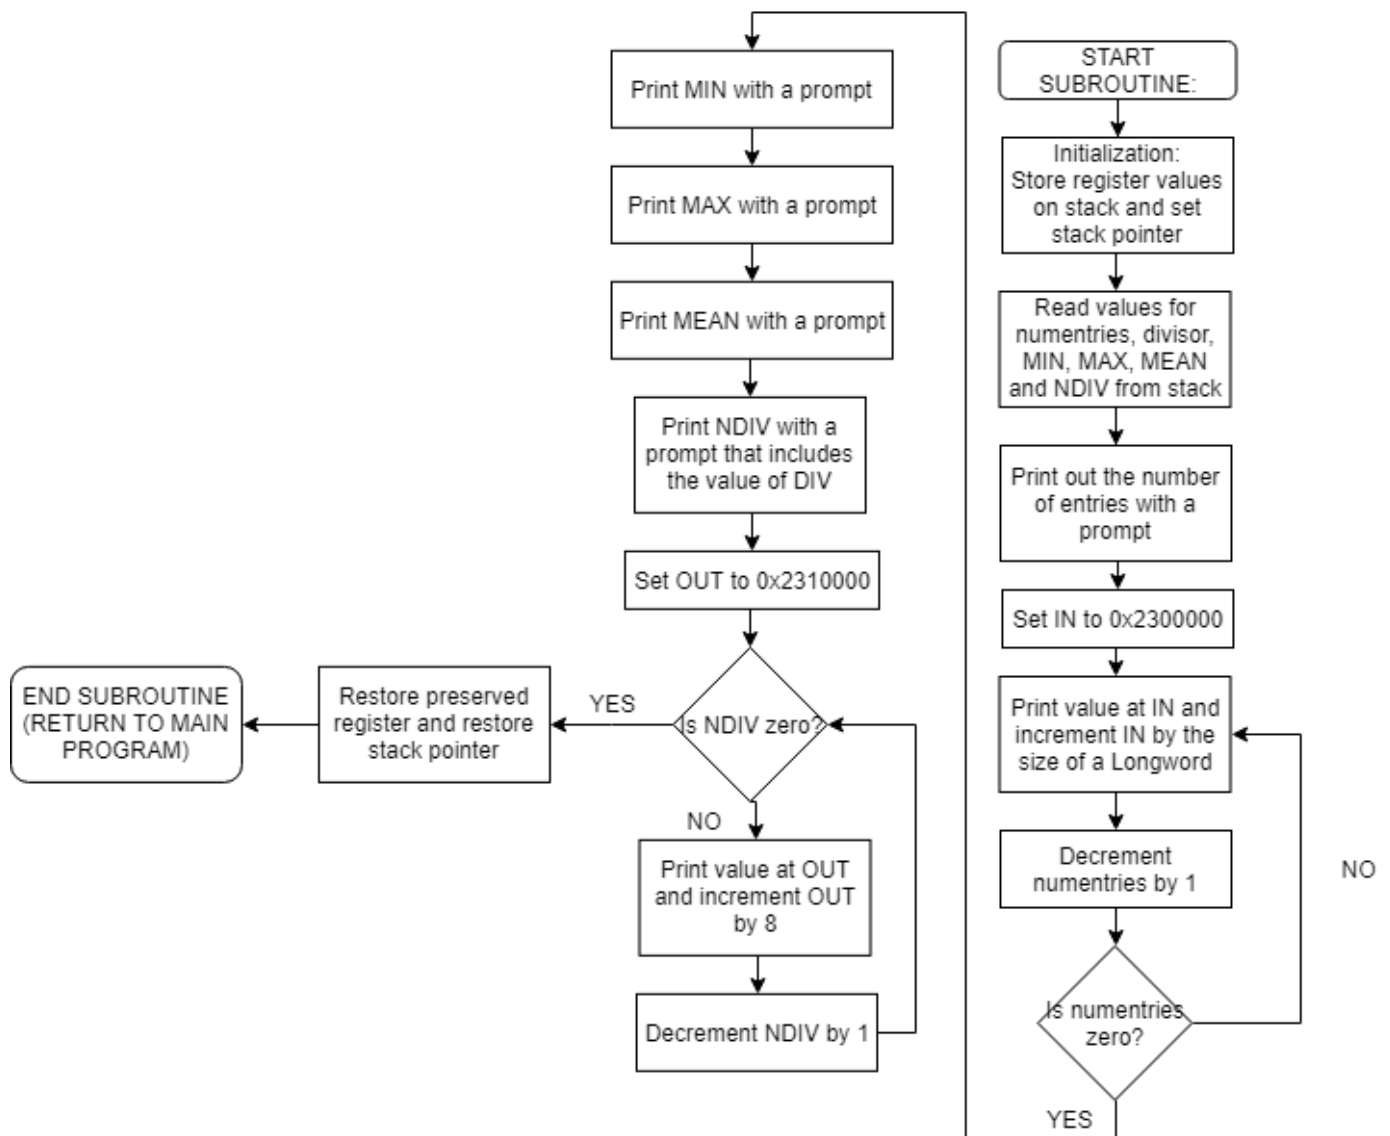 START
SUBROUTINE:
Initialization:
Store register values
on stack and set
stack pointer
Read values for
numentries, divisor,
MIN, MAX, MEAN
and NDIV from stack
Print out the number
of entries with a
prompt
Set IN to 0x2300000
Print value at IN and
increment IN by the
size of a Longword
Decrement
numentries by 1
NO
Is numentries
zero?
YES
Print MIN with a prompt
Print MAX with a prompt
Print MEAN with a prompt
Print NDIV with a
prompt that includes
the value of DIV
Set OUT to 0x2310000
Is NDIV zero?
NO
Print value at OUT
and increment OUT
by 8
Decrement NDIV by 1
YES
Restore preserved
register and restore
stack pointer
END SUBROUTINE
(RETURN TO MAIN
PROGRAM)